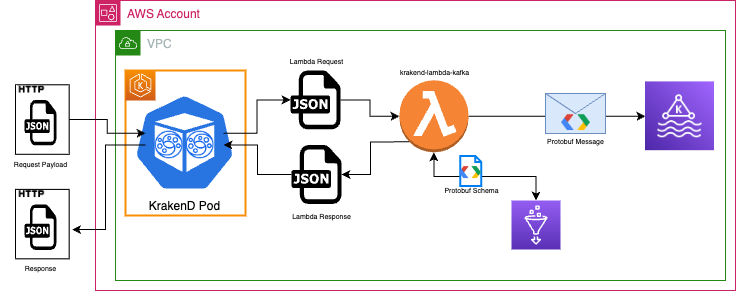 AWS Account
VPC
HTTP
JSON
Request Payload
HTTP
JSON
Response
K
KrakenD Pod
Lambda Request
JSON
JSON
Lambda Response
krakend-lambda-kafka
Protobuf Schema
Protobuf Message
K